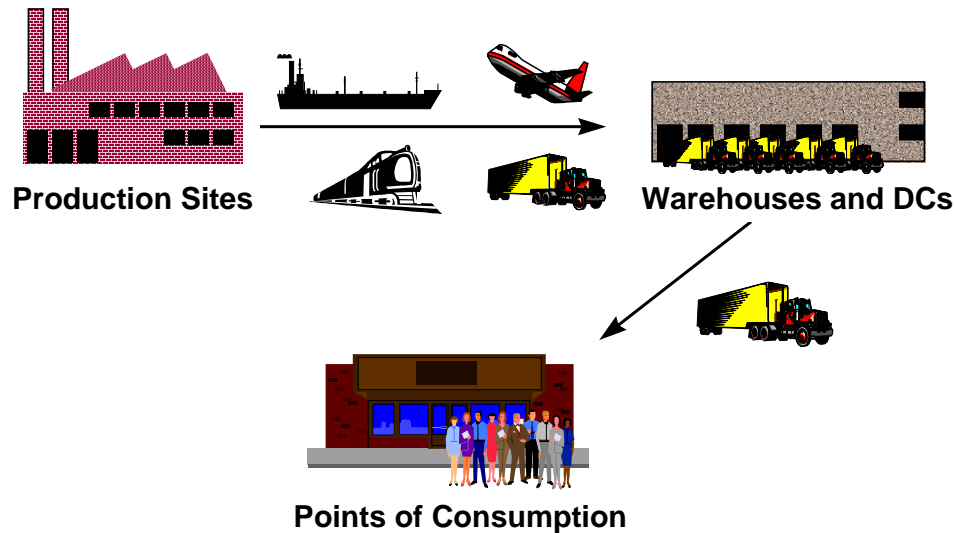 Production Sites
Warehouses and DCs
Points of Consumption